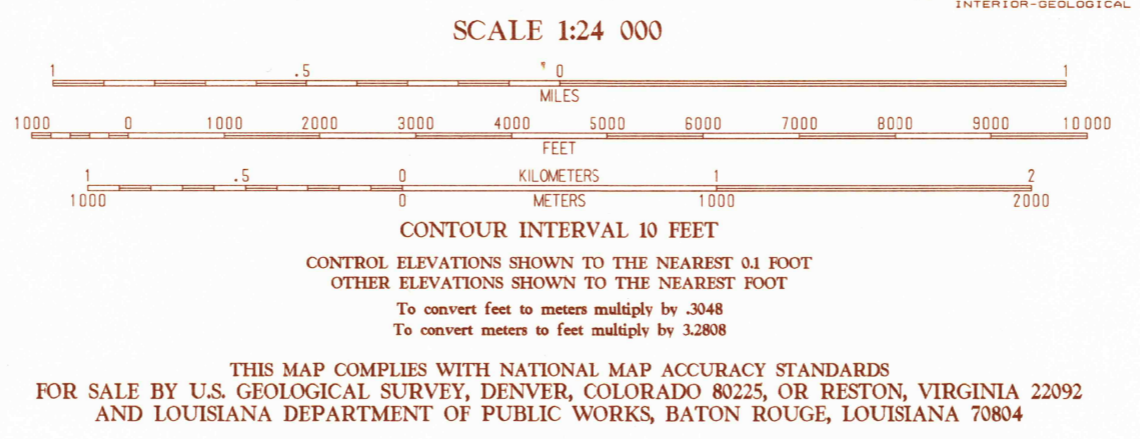 INTERIOR-GEOLOGICAL
SCALE 1:24 000
1 .5 0 1
MILES
1000 0 1000 2000 3000 4000 5000 6000 7000 8000 9000 10 000
FEET
1 .5 0 KILOMETERS 1 2
1000 0 METERS 1000 2000
CONTOUR INTERVAL 10 FEET
CONTROL ELEVATIONS SHOWN TO THE NEAREST 0.1 FOOT
OTHER ELEVATIONS SHOWN TO THE NEAREST FOOT
To convert feet to meters multiply by .3048
To convert meters to feet multiply by 3.2808
THIS MAP COMPLIES WITH NATIONAL MAP ACCURACY STANDARDS
FOR SALE BY U.S. GEOLOGICAL SURVEY, DENVER, COLORADO 80225, OR RESTON, VIRGINIA 22092
AND LOUISIANA DEPARTMENT OF PUBLIC WORKS, BATON ROUGE, LOUISIANA 70804